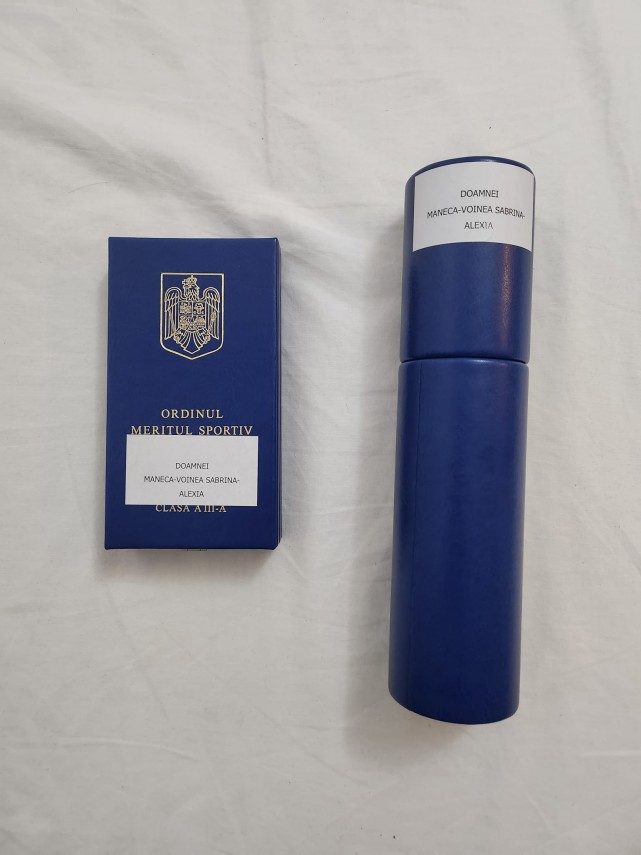 ORDINUL
MERITUL SPORTIV
DOAMNEI
MANECA-VOINEA SABRINA-
ALEXIA
CLASA A III-A
DOAMNEI
MANECA-VOINEA SABRINA-
ALEXIA